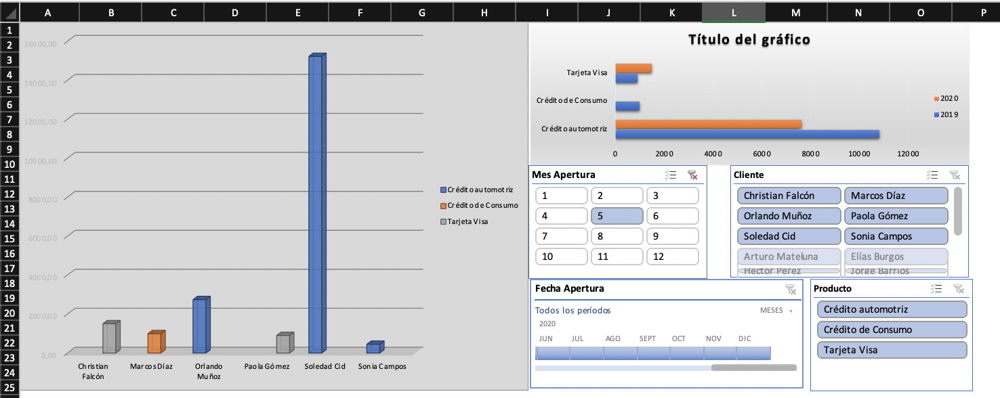 A B C D E F G H I J K L M N O P
1
2
3
4
5
6
7
8
9
10
11
12
13
14
15
16
17
18
19
20
21
22
23
24
25
16000,00
14000,00
12000,00
10000,00
8000,00
6000,00
4000,00
2000,00
0,00
Christian
Falcón
Marcos Díaz
Orlando
Muñoz
Paola Gómez
Soledad Cid
Sonia Campos
Crédito automotriz
Crédito de Consumo
Tarjeta Visa
Título del gráfico
Tarjeta Visa
Crédito de Consumo
Crédito automotriz
0 2000 4000 6000 8000 10000 12000
2020
2019
Mes Apertura
1 2 3
4 5 6
7 8 9
10 11 12
Cliente
Christian Falcón Marcos Díaz
Orlando Muñoz Paola Gómez
Soledad Cid Sonia Campos
Arturo Mateluna Elías Burgos
Héctor Pérez Jorge Barrios
Fecha Apertura
Todos los períodos MESES
2020
JUN JUL AGO SEPT OCT NOV DIC
Producto
Crédito automotriz
Crédito de Consumo
Tarjeta Visa